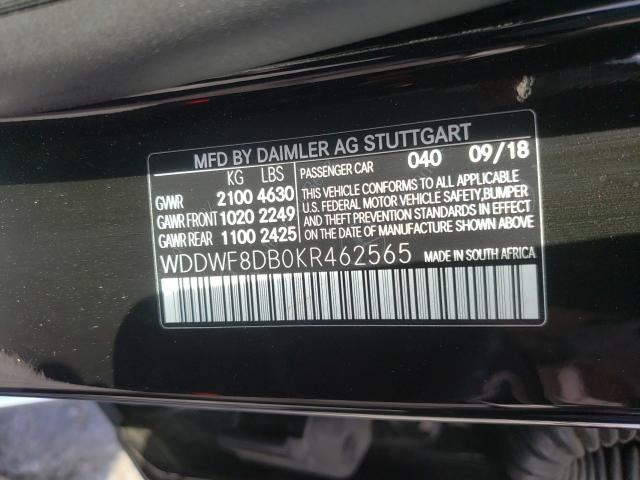 MFD BY DAIMLER AG STUTTGART
KG LBS PASSENGER CAR 040 09/18
GVWR 2100 4630
GAWR FRONT 1020 2249
GAWR REAR 1100 2425
THIS VEHICLE CONFORMS TO ALL APPLICABLE
U.S. FEDERAL MOTOR VEHICLE SAFETY, BUMPER
AND THEFT PREVENTION STANDARDS IN EFFECT
ON THE DATE OF MANUFACTURE SHOWN ABOVE.
WDDWF8DB0KR462565 MADE IN SOUTH AFRICA